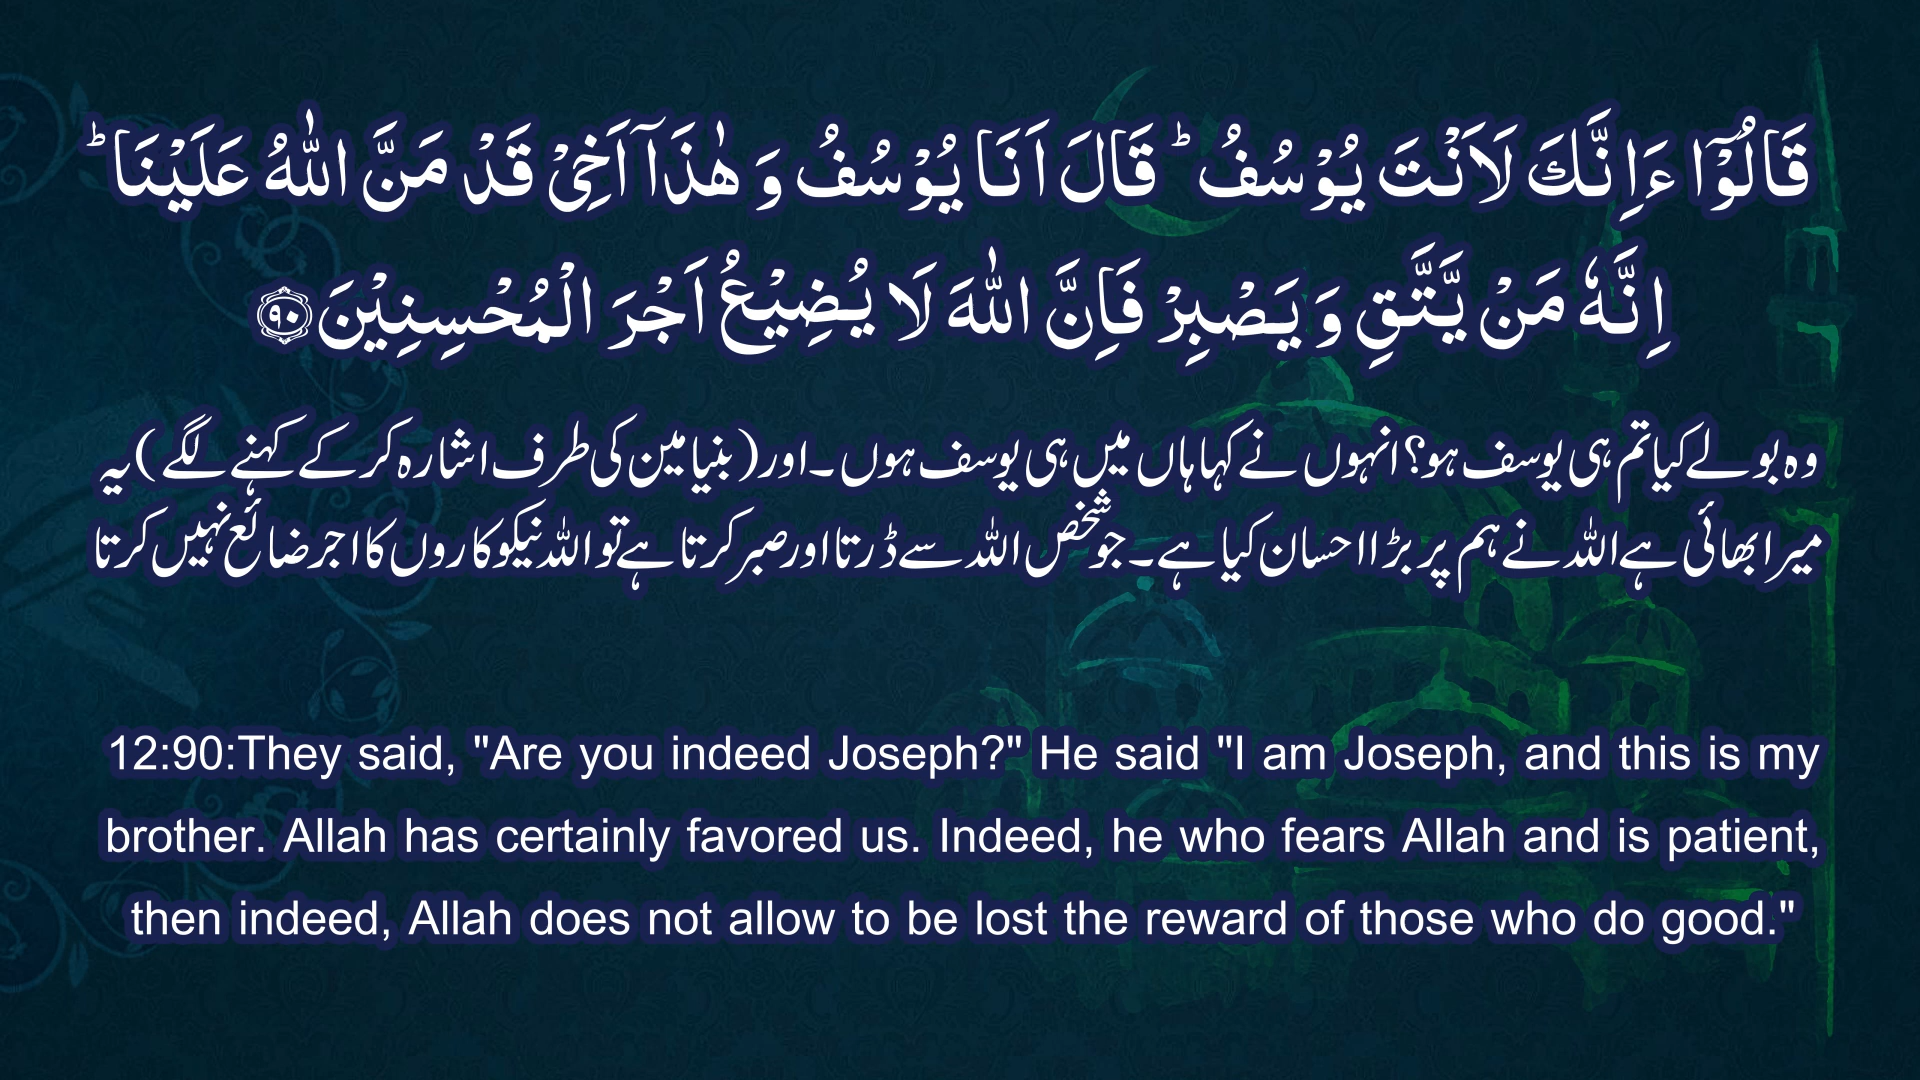 قَالُوْۤا ءَاِنَّكَ لَاَنْتَ يُوْسُفُ ؕ قَالَ اَنَا يُوْسُفُ وَ هٰذَاۤ اَخِيْ قَدْ مَنَّ اللّٰهُ عَلَيْنَا ؕ
اِنَّهٗ مَنْ يَّتَّقِ وَ يَصْبِرْ فَاِنَّ اللّٰهَ لَا يُضِيْعُ اَجْرَ الْمُحْسِنِيْنَ ۹۰
وہ بولے کیا تم ہی یوسف ہو؟ انہوں نے کہا ہاں میں ہی یوسف ہوں ۔ اور( بنیامین کی طرف اشارہ کر کے کہنے لگے) یہ
میرا بھائی ہے اللہ نے ہم پر بڑا احسان کیا ہے۔ جو شخص اللہ سے ڈرتا اور صبر کرتا ہے تو اللہ نیکوکاروں کا اجر ضائع نہیں کرتا
12:90:They said, "Are you indeed Joseph?" He said "I am Joseph, and this is my
brother. Allah has certainly favored us. Indeed, he who fears Allah and is patient,
then indeed, Allah does not allow to be lost the reward of those who do good."